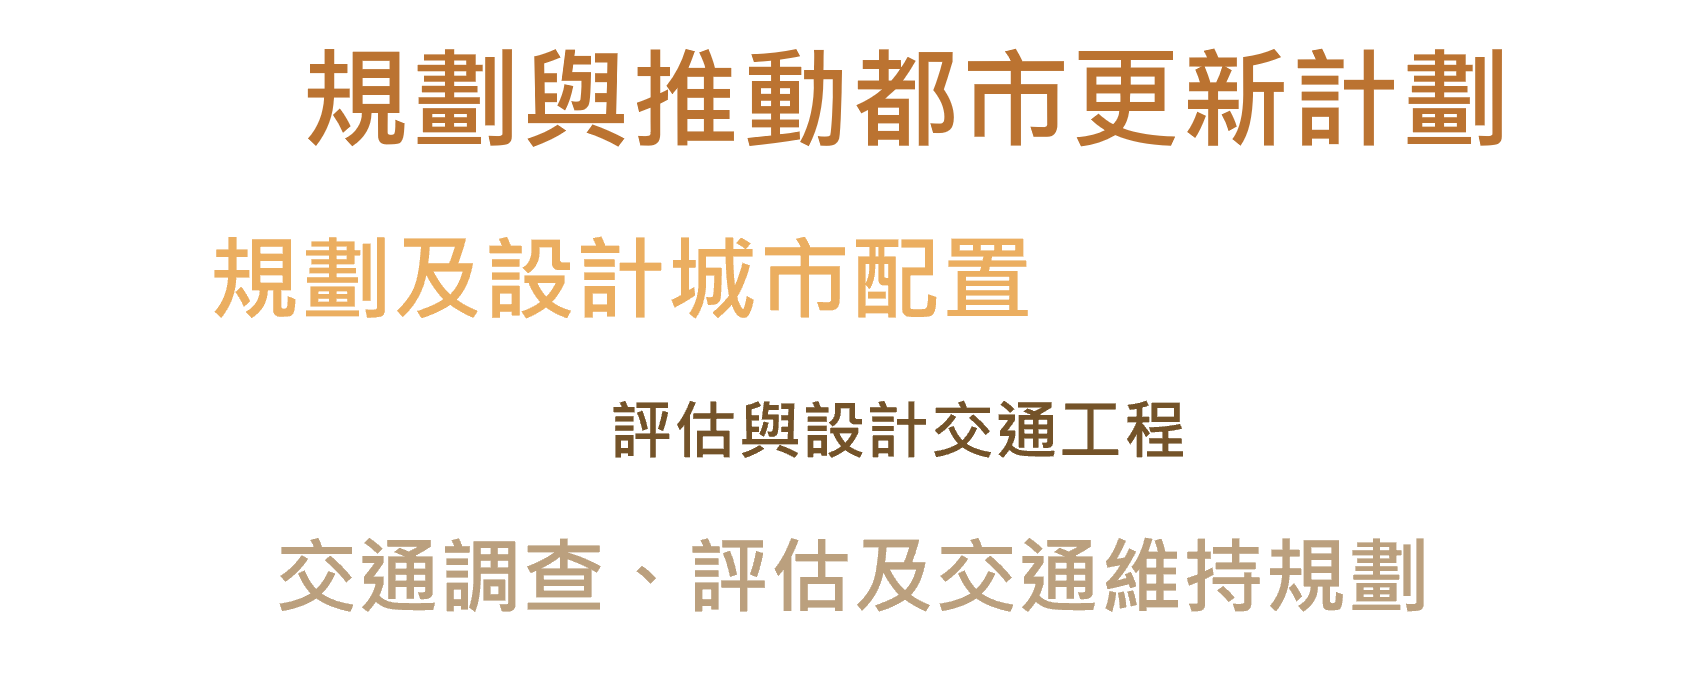 規劃與推動都市更新計劃
規劃及設計城市配置
評估與設計交通工程
交通調查、評估及交通維持規劃